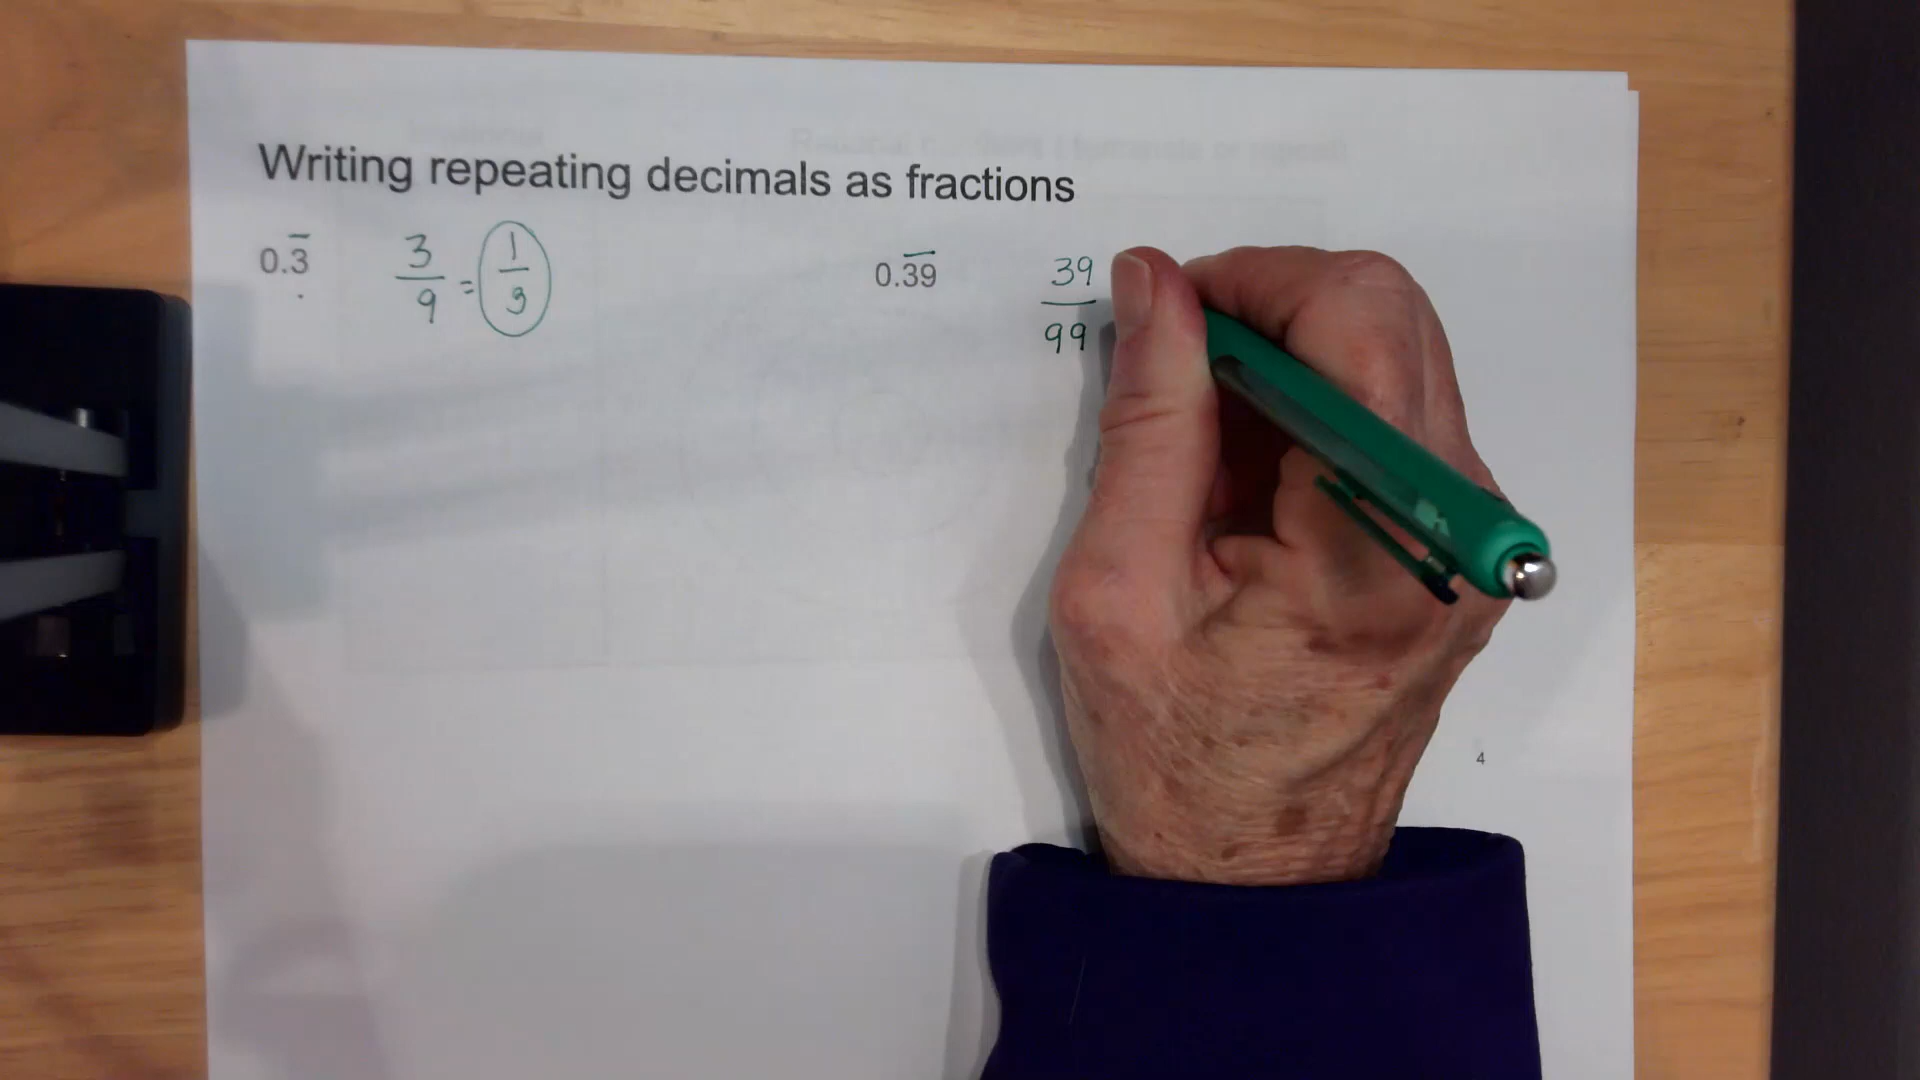 Writing repeating decimals as fractions
0.3̅ 3/9 = 1/3
0.3̅9̅ 39/99
4